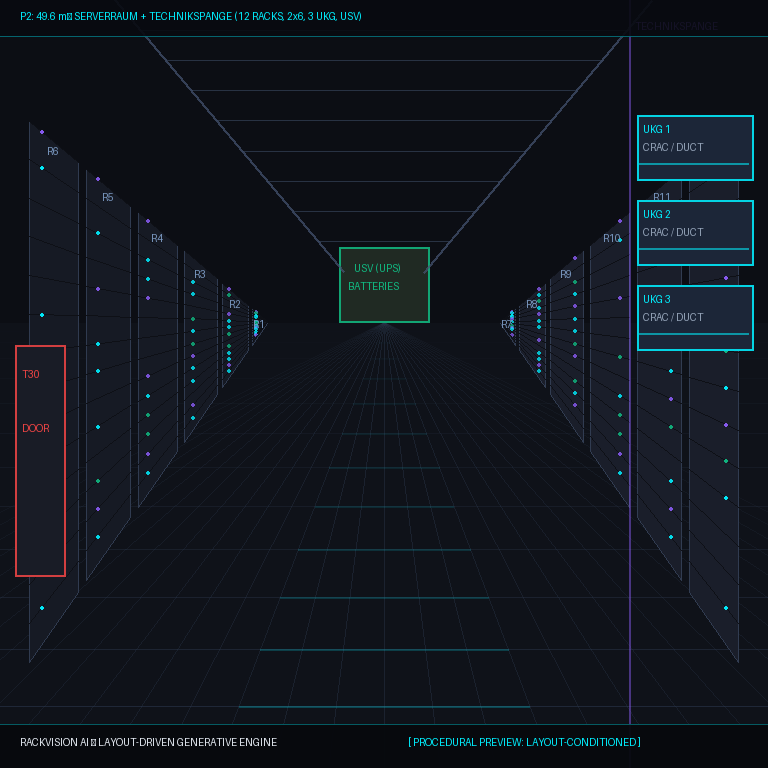 P2: 49.6 m▯ SERVERRAUM + TECHNIKSPANGE (12 RACKS, 2x6, 3 UKG, USV)
TECHNIKSPANGE
UKG 1
CRAC / DUCT
R6
R5
R4
R3
R2
R11
R10
R9
R8
UKG 2
CRAC / DUCT
USV (UPS)
BATTERIES
UKG 3
CRAC / DUCT
T30
DOOR
RACKVISION AI ▯ LAYOUT-DRIVEN GENERATIVE ENGINE
[ PROCEDURAL PREVIEW: LAYOUT-CONDITIONED ]